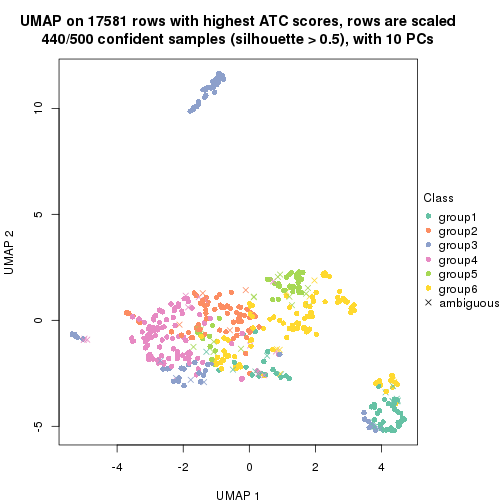 UMAP on 17581 rows with highest ATC scores, rows are scaled
440/500 confident samples (silhouette > 0.5), with 10 PCs
10
5
0
-5
UMAP 2
-4
-2
0
2
4
UMAP 1
Class
group1
group2
group3
group4
group5
group6
ambiguous